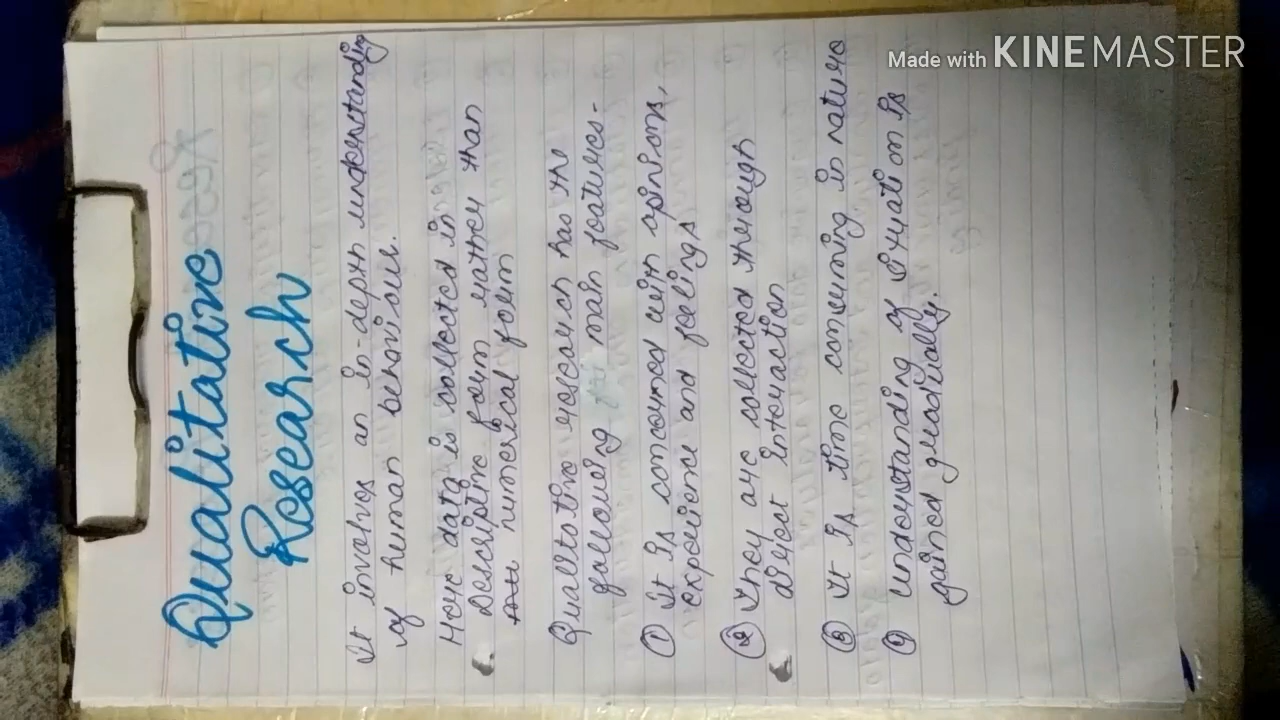 Made with KINEMASTER
Qualitative
Research
It involves an in-depth understanding
of human behaviour.
Here data is collected in
Descriptive form rather than
in numerical form
Qualitative research has the
following main features-
① it is concerned with opinions,
experience and feelings
② They are collected through
direct interaction
③ It is time consuming in nature
④ Understanding of situation is
gained gradually.